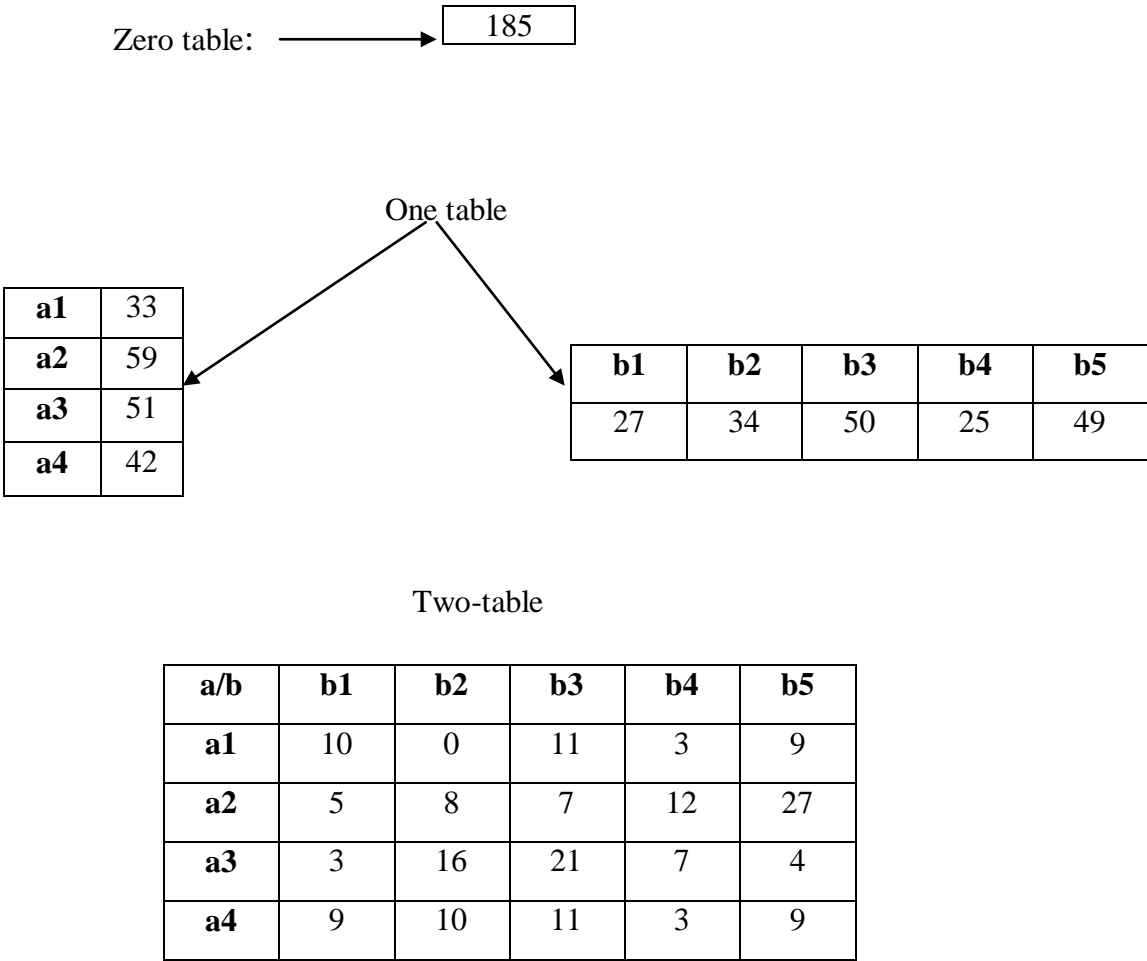 Zero table: 185
One table
a1 33
a2 59
a3 51
a4 42
b1 b2 b3 b4 b5
27 34 50 25 49
Two-table
a/b b1 b2 b3 b4 b5
a1 10 0 11 3 9
a2 5 8 7 12 27
a3 3 16 21 7 4
a4 9 10 11 3 9